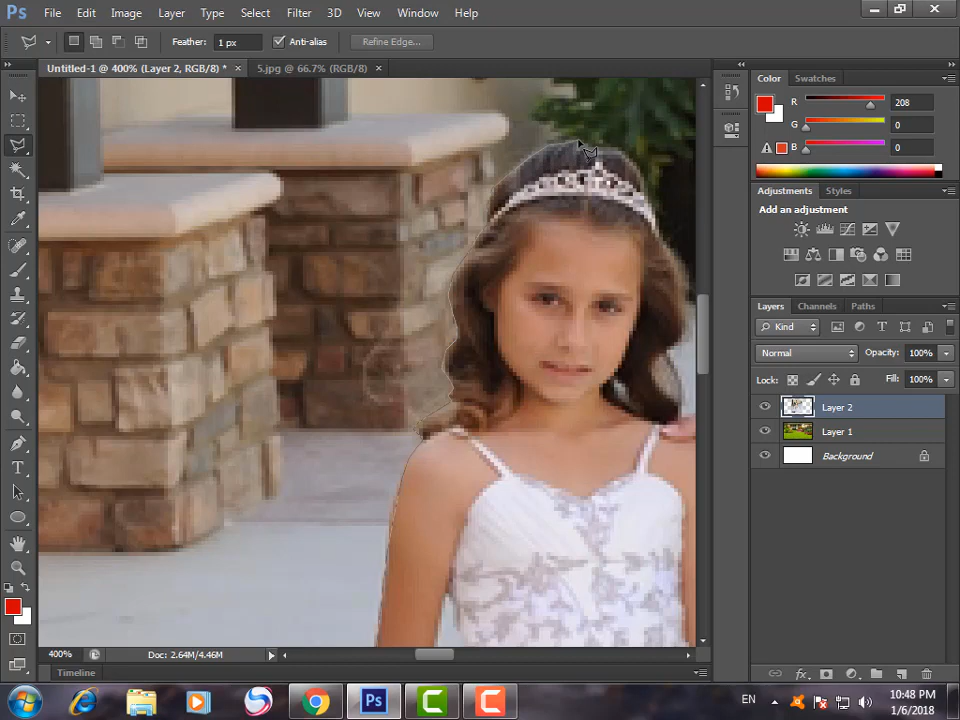 Ps File Edit Image Layer Type Select Filter 3D View Window Help
Feather: 1 px Anti-alias Refine Edge...
Untitled-1 @ 400% (Layer 2, RGB/8) * × 5.jpg @ 66.7% (RGB/8) ×
Color Swatches
R 208
G 0
B 0
Adjustments Styles
Add an adjustment
Layers Channels Paths
Kind
Normal Opacity: 100%
Lock: Fill: 100%
Layer 2
Layer 1
Background
400% Doc: 2.64M/4.46M
Timeline
EN 10:48 PM
1/6/2018